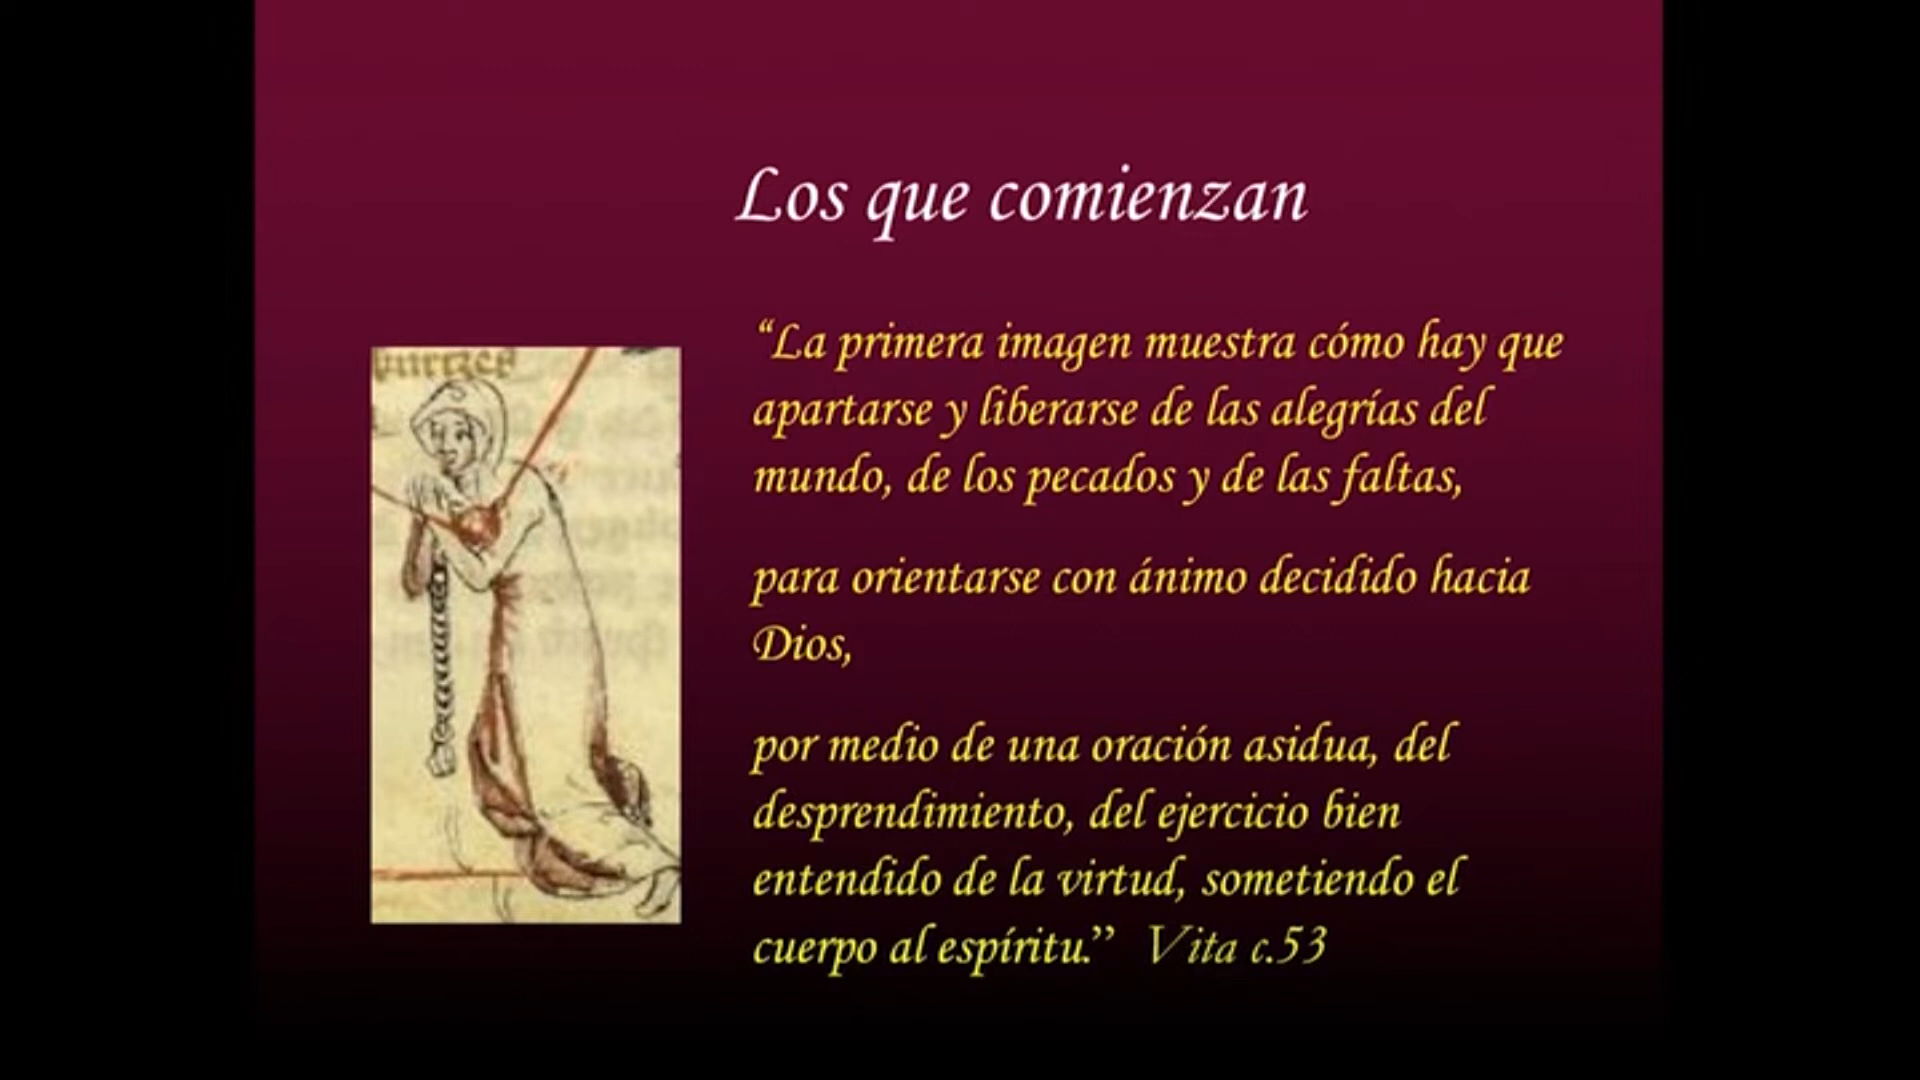 Los que comienzan
“La primera imagen muestra cómo hay que
apartarse y liberarse de las alegrías del
mundo, de los pecados y de las faltas,
para orientarse con ánimo decidido hacia
Dios,
por medio de una oración asidua, del
desprendimiento, del ejercicio bien
entendido de la virtud, sometiendo el
cuerpo al espíritu.” Vita c.53